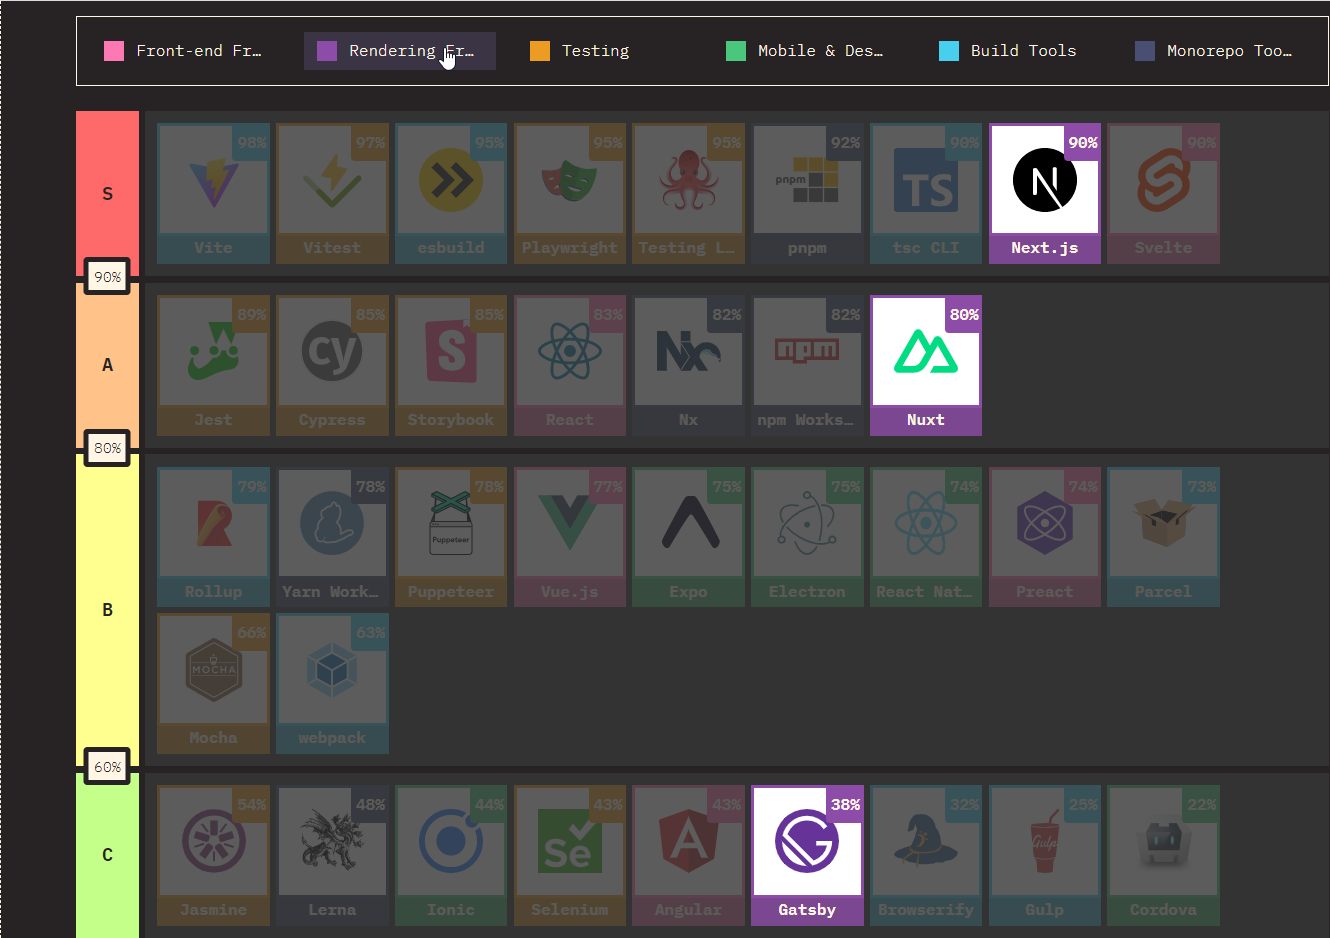 Front-end Fr…
Rendering Fr…
Testing
Mobile & Des…
Build Tools
Monorepo Too…
S
98%
97%
95%
95%
95%
92%
90%
90%
90%
pnpm
TS
N
Vite
Vitest
esbuild
Playwright
Testing L…
pnpm
tsc CLI
Next.js
Svelte
90%
A
89%
85%
85%
83%
82%
82%
80%
cy
S
Nx
npm
Jest
Cypress
Storybook
React
Nx
npm Works…
Nuxt
80%
B
79%
78%
78%
77%
75%
75%
74%
74%
73%
Puppeteer
Rollup
Yarn Work…
Puppeteer
Vue.js
Expo
Electron
React Nat…
Preact
Parcel
66%
63%
MOCHA
Mocha
webpack
60%
C
54%
48%
44%
43%
43%
38%
32%
25%
22%
Se
A
G
Gulp
Jasmine
Lerna
Ionic
Selenium
Angular
Gatsby
Browserify
Gulp
Cordova